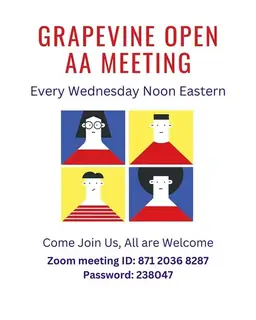 GRAPEVINE OPEN
AA MEETING
Every Wednesday Noon Eastern
Come Join Us, All are Welcome
Zoom meeting ID: 871 2036 8287
Password: 238047